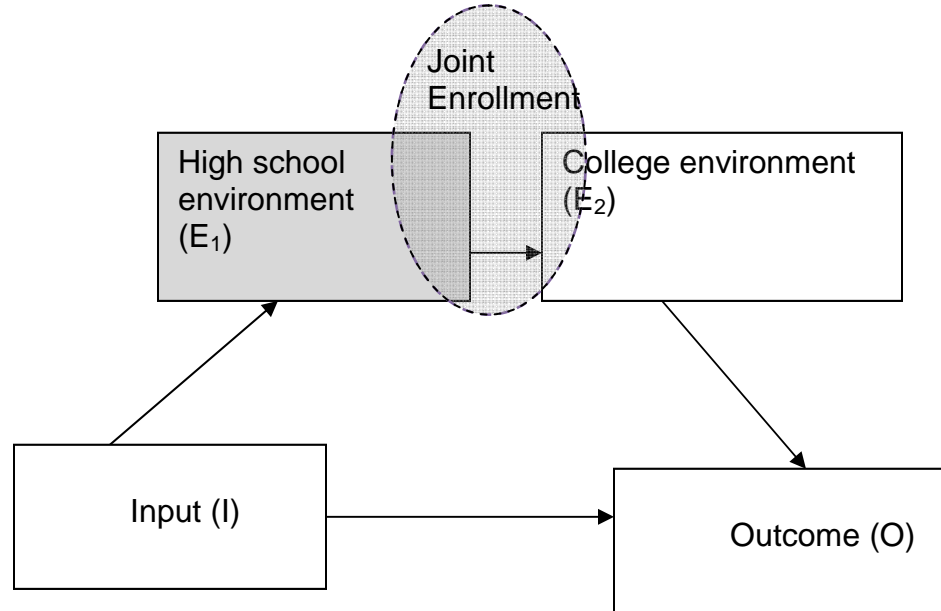 Joint
Enrollment
High school
environment
(E₁)
College environment
(E₂)
Input (I)
Outcome (O)